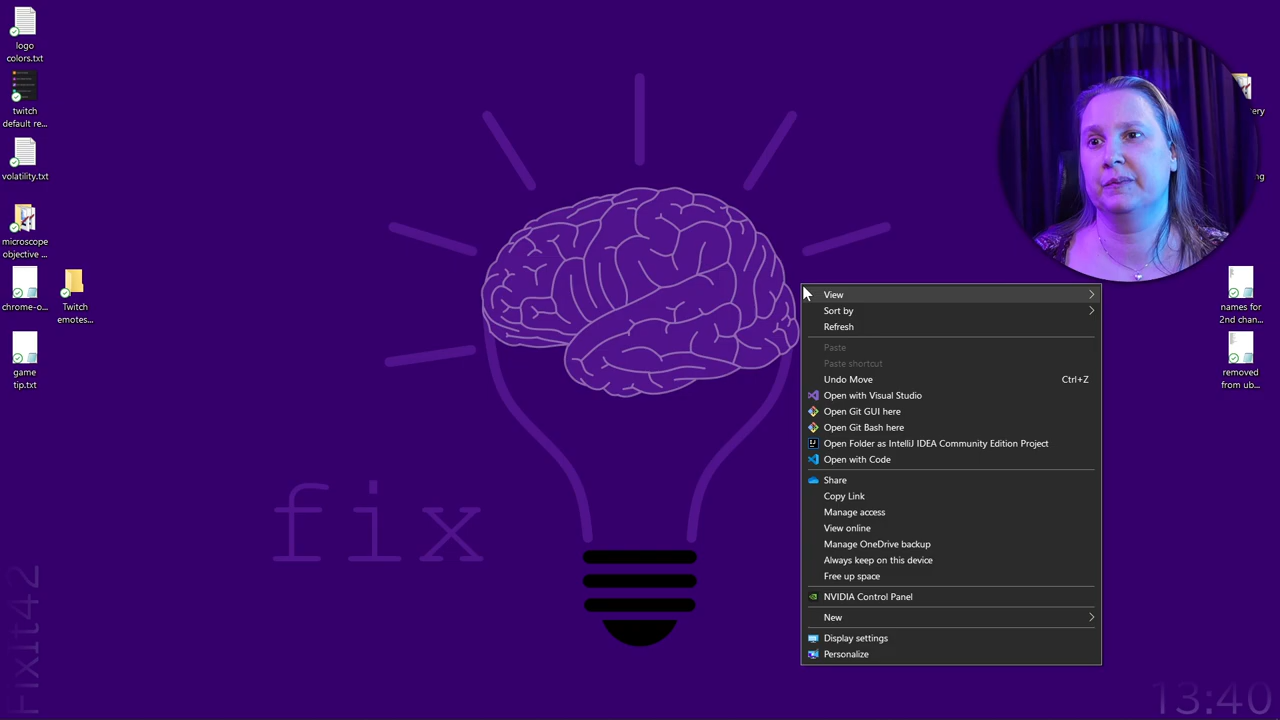 logo
colors.txt
twitch
default re...
volatility.txt
microscope
objective ...
chrome-o...
Twitch
emotes...
game
tip.txt
fix
FixIt42
View
Sort by
Refresh
Paste
Paste shortcut
Undo Move Ctrl+Z
Open with Visual Studio
Open Git GUI here
Open Git Bash here
Open Folder as IntelliJ IDEA Community Edition Project
Open with Code
Share
Copy Link
Manage access
View online
Manage OneDrive backup
Always keep on this device
Free up space
NVIDIA Control Panel
New
Display settings
Personalize
names for
2nd chan...
removed
from ub...
13:40